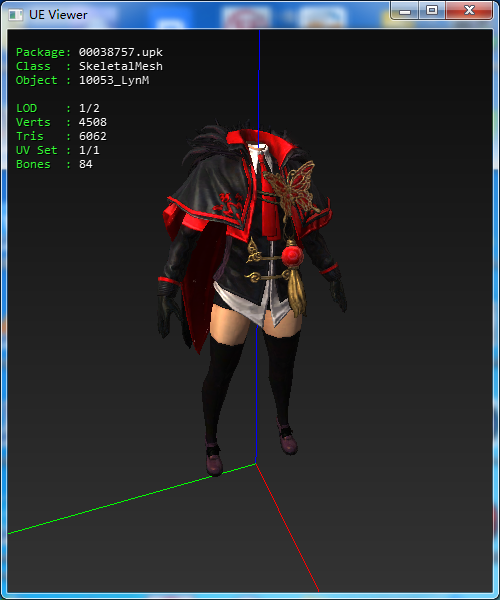 UE Viewer
Package: 00038757.upk
Class  : SkeletalMesh
Object : 10053_LynM
LOD    : 1/2
Verts  : 4508
Tris   : 6062
UV Set : 1/1
Bones  : 84